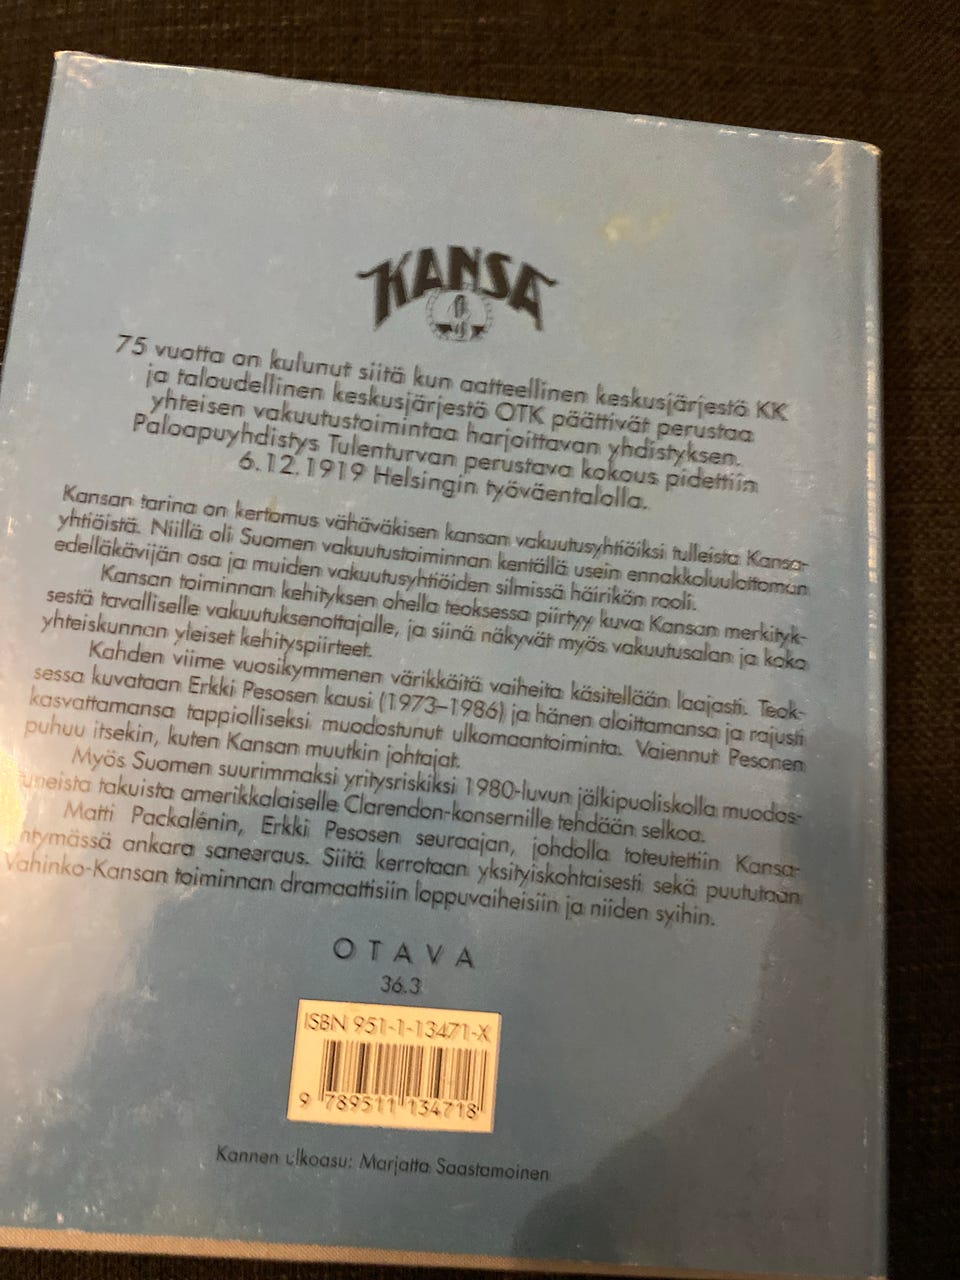 KANSA
75 vuotta on kulunut siitä kun aatteellinen keskusjärjestö KK
ja taloudellinen keskusjärjestö OTK päättivät perustaa
yhteisen vakuutustoimintaa harjoittavan yhdistyksen.
Paloapuyhdistys Tulenturvan perustava kokous pidettiin
6.12.1919 Helsingin työväentalolla.
Kansan tarina on kertomus vähäväkisen kansan vakuutusyhtiöiksi tulleista Kansa-
yhtiöistä. Niillä oli Suomen vakuutustoiminnan kentällä usein ennakkoluulottoman
edelläkävijän osa ja muiden vakuutusyhtiöiden silmissä häirikön rooli.
Kansan toiminnan kehityksen ohella teoksessa piirtyy kuva Kansan merkityk-
sestä tavalliselle vakuutuksenottajalle, ja siinä näkyvät myös vakuutusalan ja koko
yhteiskunnan yleiset kehityspiirteet.
Kahden viime vuosikymmenen värikkäitä vaiheita käsitellään laajasti. Teok-
sessa kuvataan Erkki Pesosen kausi (1973–1986) ja hänen aloittamansa ja rajusti
kasvattamansa tappiolliseksi muodostunut ulkomaantoiminta. Vaiennut Pesonen
puhuu itsekin, kuten Kansan muutkin johtajat.
Myös Suomen suurimmaksi yritysriskiksi 1980-luvun jälkipuoliskolla muodos-
tuneista takuista amerikkalaiselle Clarendon-konsernille tehdään selkoa.
Matti Packalénin, Erkki Pesosen seuraajan, johdolla toteutettiin Kansa-
ryhmässä ankara saneeraus. Siitä kerrotaan yksityiskohtaisesti sekä puututaan
Vahinko-Kansan toiminnan dramaattisiin loppuvaiheisiin ja niiden syihin.
OTAVA
36.3
ISBN 951-1-13471-X
9 789511 134718
Kannen ulkoasu: Marjatta Saastamoinen